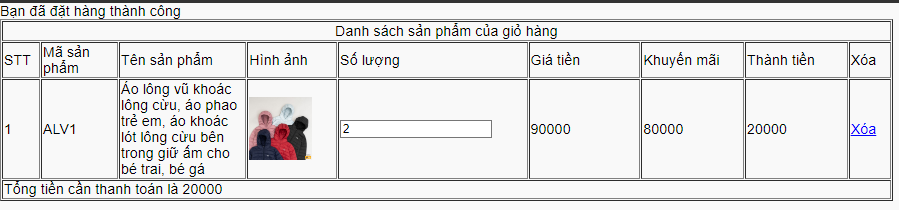 Bạn đã đặt hàng thành công
Danh sách sản phẩm của giỏ hàng
STT
Mã sản
phẩm
Tên sản phẩm
Hình ảnh
Số lượng
Giá tiền
Khuyến mãi
Thành tiền
Xóa
1
ALV1
Áo lông vũ khoác
lông cừu, áo phao
trẻ em, áo khoác
lót lông cừu bên
trong giữ ấm cho
bé trai, bé gá
2
90000
80000
20000
Xóa
Tổng tiền cần thanh toán là 20000